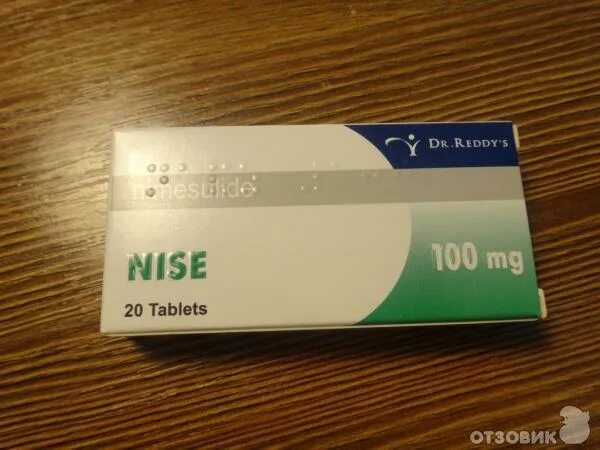 DR.REDDY'S
nimesulide
NISE
100 mg
20 Tablets
ОТЗОВИК